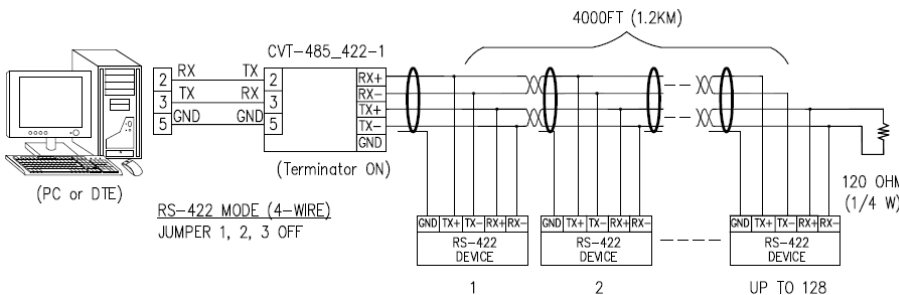 4000FT (1.2KM)
CVT-485_422-1
RX TX
2 2
TX RX
3 3
GND GND
5 5
RX+
RX-
TX+
TX-
GND
(Terminator ON)
(PC or DTE)
RS-422 MODE (4-WIRE)
JUMPER 1, 2, 3 OFF
120 OHM
(1/4 W)
GND TX+ TX- RX+ RX-
RS-422
DEVICE
1
GND TX+ TX- RX+ RX-
RS-422
DEVICE
2
GND TX+ TX- RX+ RX-
RS-422
DEVICE
UP TO 128